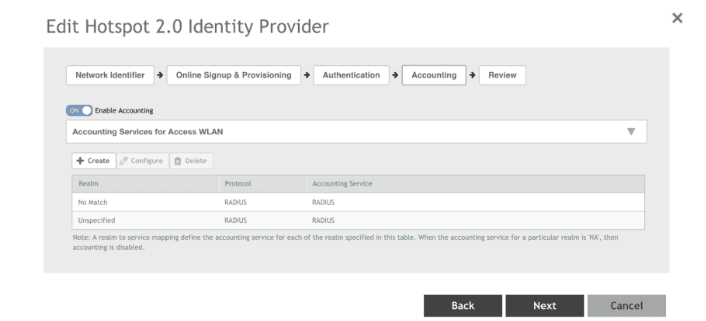 Edit Hotspot 2.0 Identity Provider
Network Identifier → Online Signup & Provisioning → Authentication → Accounting → Review
ON Enable Accounting
Accounting Services for Access WLAN
Create Configure Delete
Realm Protocol Accounting Service
No Match RADIUS RADIUS
Unspecified RADIUS RADIUS
Note: A realm to service mapping define the accounting service for each of the realm specified in this table. When the accounting service for a particular realm is 'NA', then
accounting is disabled.
Back Next Cancel